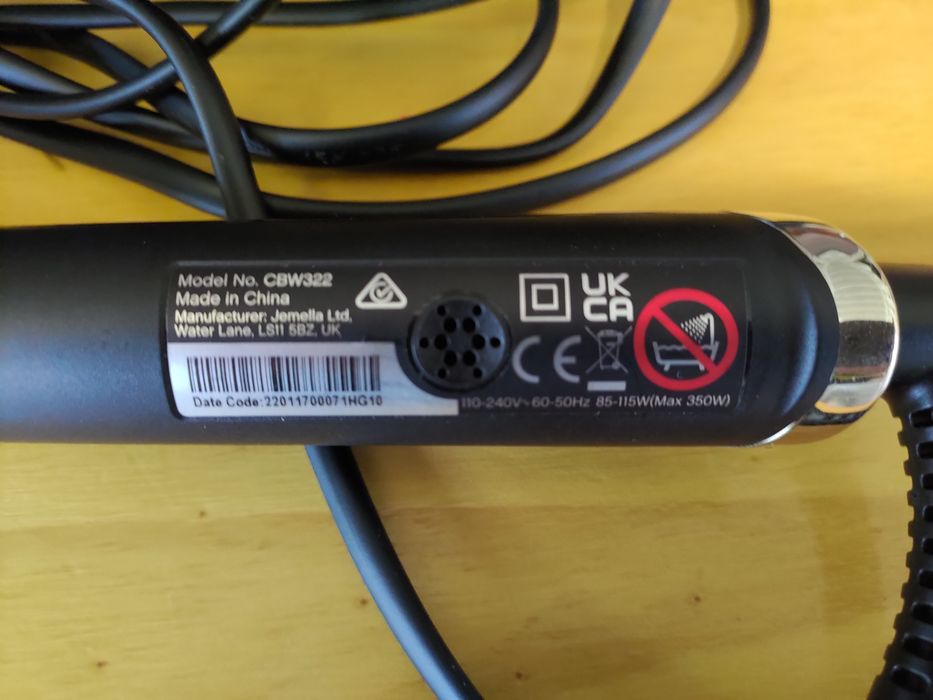 Model No. CBW322
Made in China
Manufacturer: Jemella Ltd.
Water Lane, LS11 5BZ, UK
Date Code:22011700071HG10
UK
CA
CE
110-240V~60-50Hz 85-115W(Max 350W)